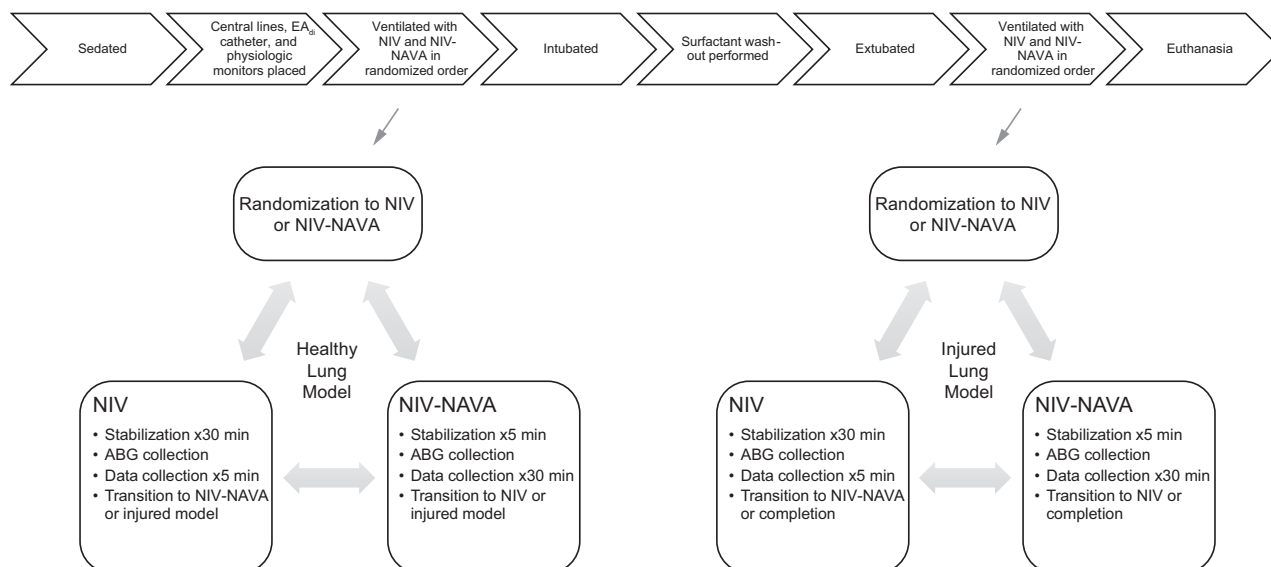 Sedated
Central lines, EAdi
catheter, and
physiologic
monitors placed
Ventilated with
NIV and NIV-
NAVA in
randomized order
Intubated
Surfactant wash-
out performed
Extubated
Ventilated with
NIV and NIV-
NAVA in
randomized order
Euthanasia
Randomization to NIV
or NIV-NAVA
Healthy
Lung
Model
NIV
• Stabilization x30 min
• ABG collection
• Data collection x5 min
• Transition to NIV-NAVA
or injured model
NIV-NAVA
• Stabilization x5 min
• ABG collection
• Data collection x30 min
• Transition to NIV or
injured model
Randomization to NIV
or NIV-NAVA
Injured
Lung
Model
NIV
• Stabilization x30 min
• ABG collection
• Data collection x5 min
• Transition to NIV-NAVA
or completion
NIV-NAVA
• Stabilization x5 min
• ABG collection
• Data collection x30 min
• Transition to NIV or
completion